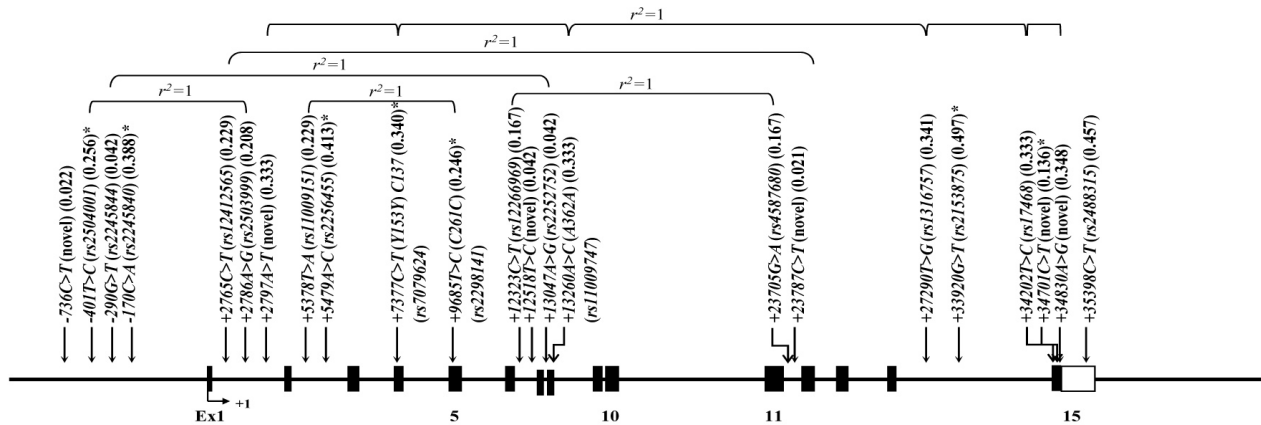 r²=1
r²=1
r²=1
r²=1
r²=1
r²=1
-736C>T (novel) (0.022)
-401T>C (rs2504001) (0.256)*
-290G>T (rs2245844) (0.042)
-170C>A (rs2245840) (0.388)*
+2765C>T (rs12412565) (0.229)
+2786A>G (rs2503999) (0.208)
+2797A>T (novel) (0.333)
+5378T>A (rs11009151) (0.229)
+5479A>C (rs2256455) (0.413)*
+7377C>T (Y153Y) C137 (0.340)*
(rs7079624)
+9685T>C (C261C) (0.246)*
(rs2298141)
+12323C>T (rs12266969) (0.167)
+12518T>C (novel) (0.042)
+13047A>G (rs2252752) (0.042)
+13260A>C (A362A) (0.333)
(rs11009747)
+23705G>A (rs4587680) (0.167)
+23787C>T (novel) (0.021)
+27290T>G (rs1316757) (0.341)
+33920G>T (rs2153875) (0.497)*
+34202T>C (rs17468) (0.333)
+34701C>T (novel) (0.136)*
+34830A>G (novel) (0.348)
+35398C>T (rs2488315) (0.457)
Ex1
+1
5
10
11
15